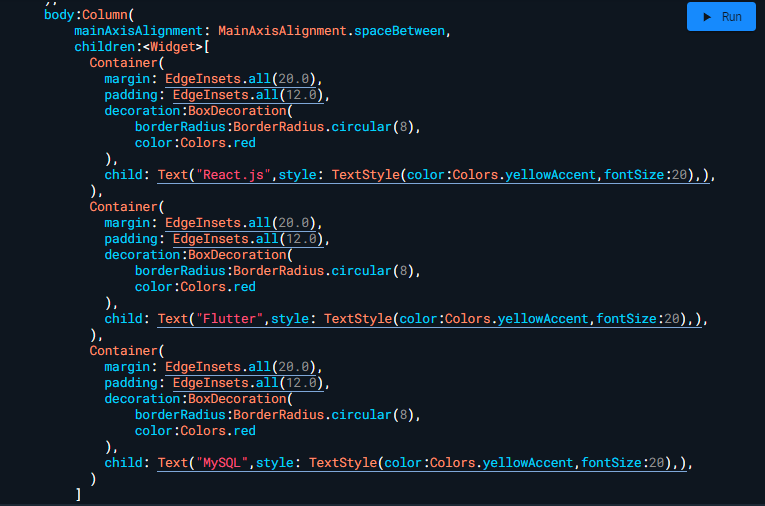 ),
body:Column(
mainAxisAlignment: MainAxisAlignment.spaceBetween,
children:<Widget>[
Container(
margin: EdgeInsets.all(20.0),
padding: EdgeInsets.all(12.0),
decoration:BoxDecoration(
borderRadius:BorderRadius.circular(8),
color:Colors.red
),
child: Text("React.js",style: TextStyle(color:Colors.yellowAccent,fontSize:20),),
),
Container(
margin: EdgeInsets.all(20.0),
padding: EdgeInsets.all(12.0),
decoration:BoxDecoration(
borderRadius:BorderRadius.circular(8),
color:Colors.red
),
child: Text("Flutter",style: TextStyle(color:Colors.yellowAccent,fontSize:20),),
),
Container(
margin: EdgeInsets.all(20.0),
padding: EdgeInsets.all(12.0),
decoration:BoxDecoration(
borderRadius:BorderRadius.circular(8),
color:Colors.red
),
child: Text("MySQL",style: TextStyle(color:Colors.yellowAccent,fontSize:20),),
)
]
Run